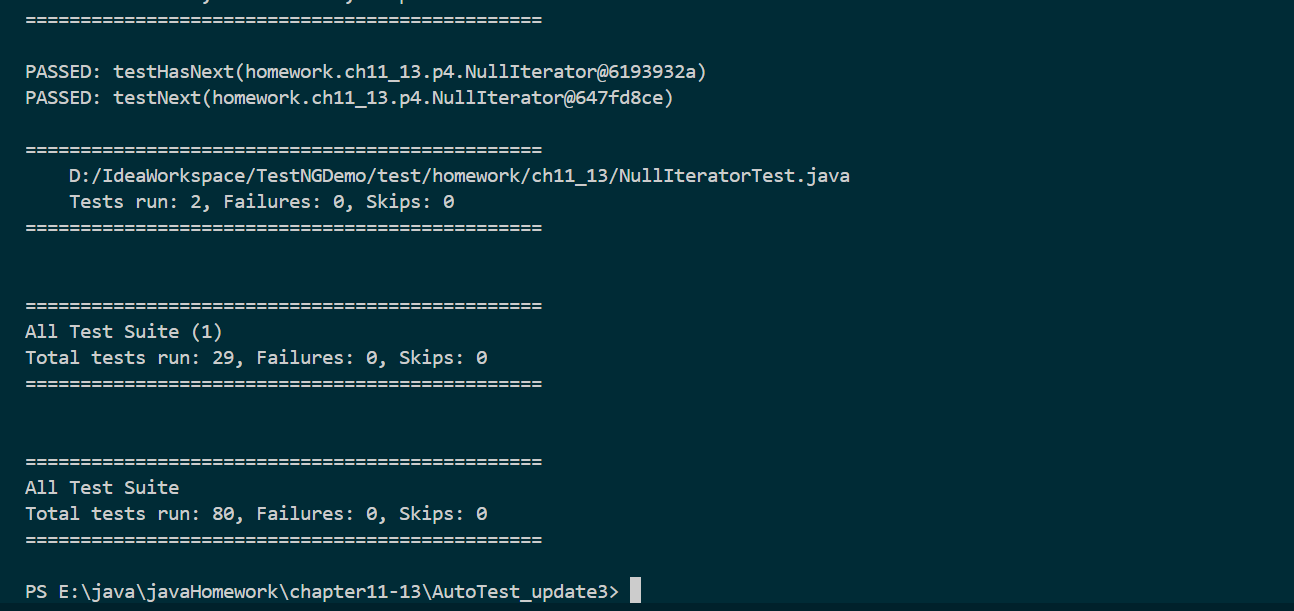 ===============================================
PASSED: testHasNext(homework.ch11_13.p4.NullIterator@6193932a)
PASSED: testNext(homework.ch11_13.p4.NullIterator@647fd8ce)
===============================================
D:/IdeaWorkspace/TestNGDemo/test/homework/ch11_13/NullIteratorTest.java
Tests run: 2, Failures: 0, Skips: 0
===============================================
===============================================
All Test Suite (1)
Total tests run: 29, Failures: 0, Skips: 0
===============================================
===============================================
All Test Suite
Total tests run: 80, Failures: 0, Skips: 0
===============================================
PS E:\java\javaHomework\chapter11-13\AutoTest_update3>